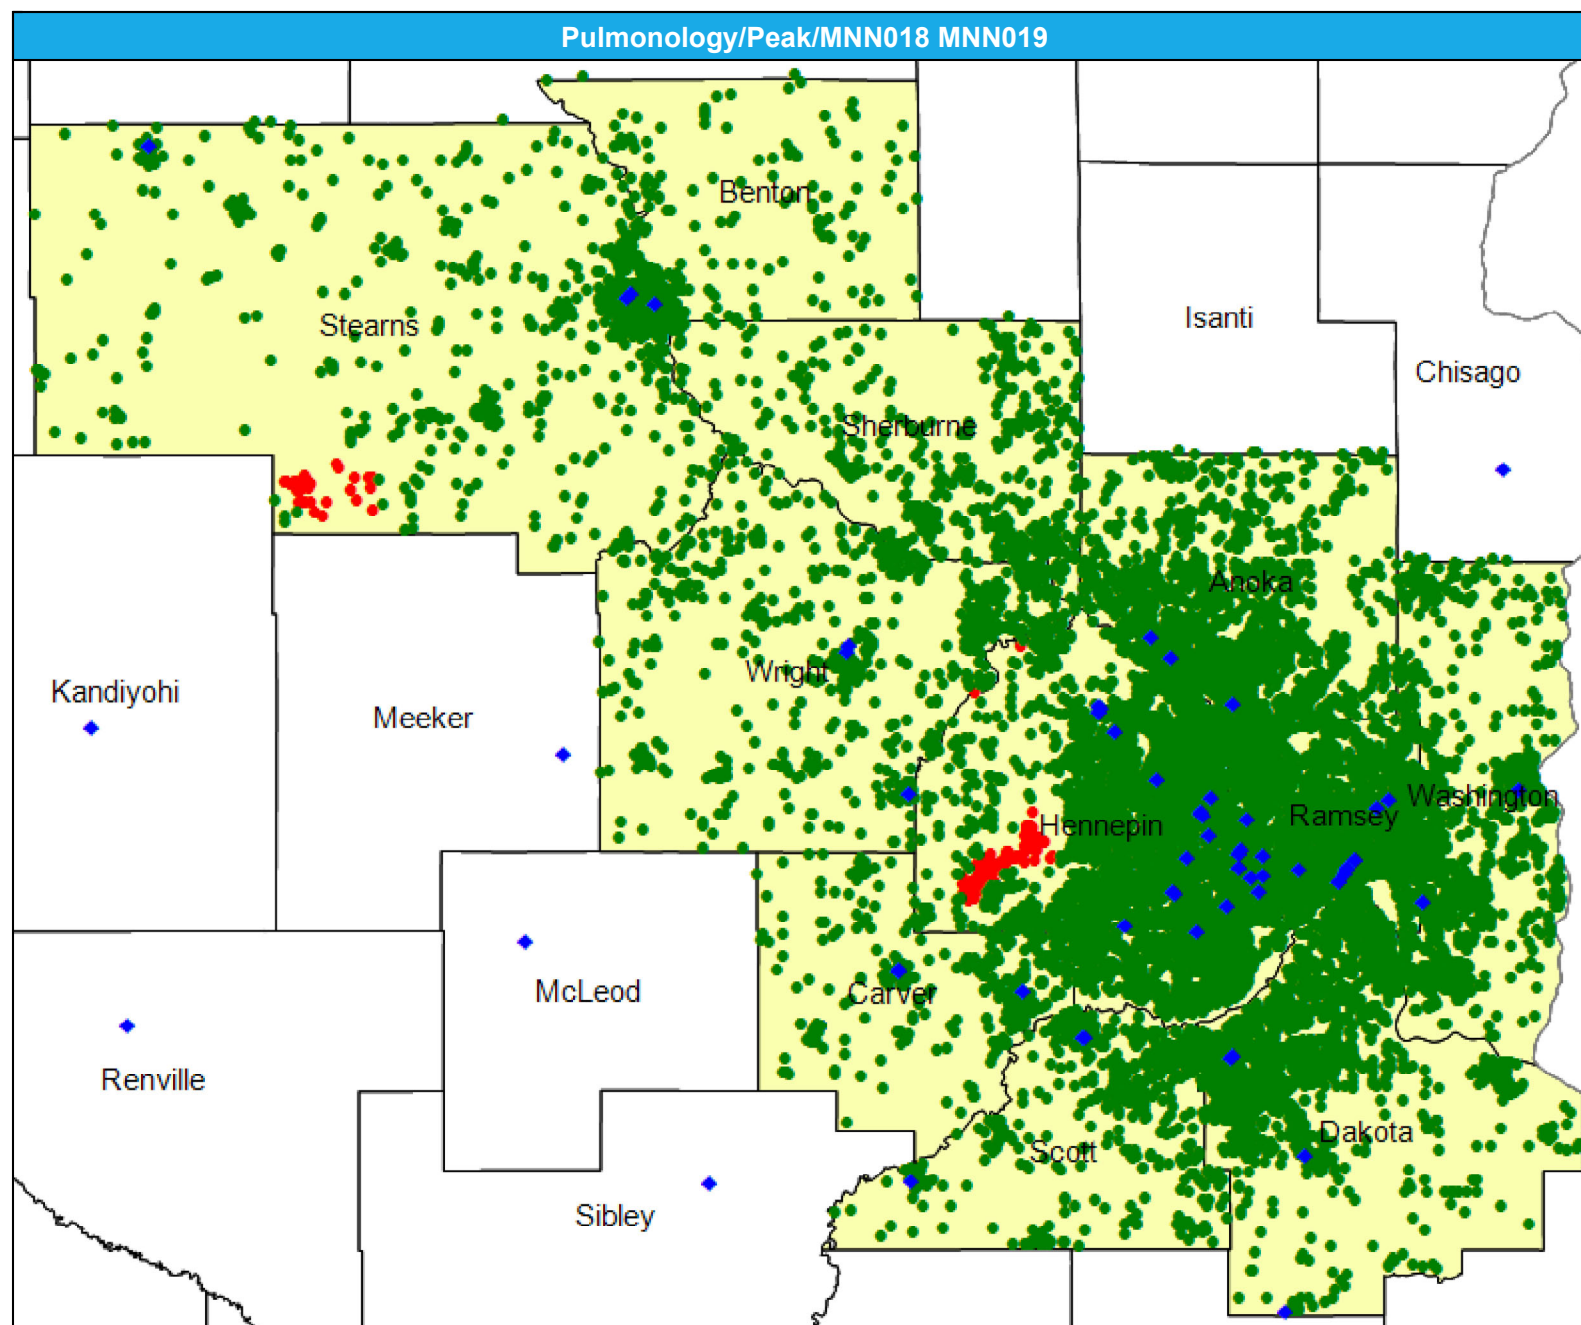 Pulmonology/Peak/MNN018 MNN019
Benton
Stearns
Isanti
Chisago
Sherburne
Anoka
Wright
Kandiyohi
Meeker
Washington
Ramsey
Hennepin
McLeod
Carver
Renville
Dakota
Scott
Sibley